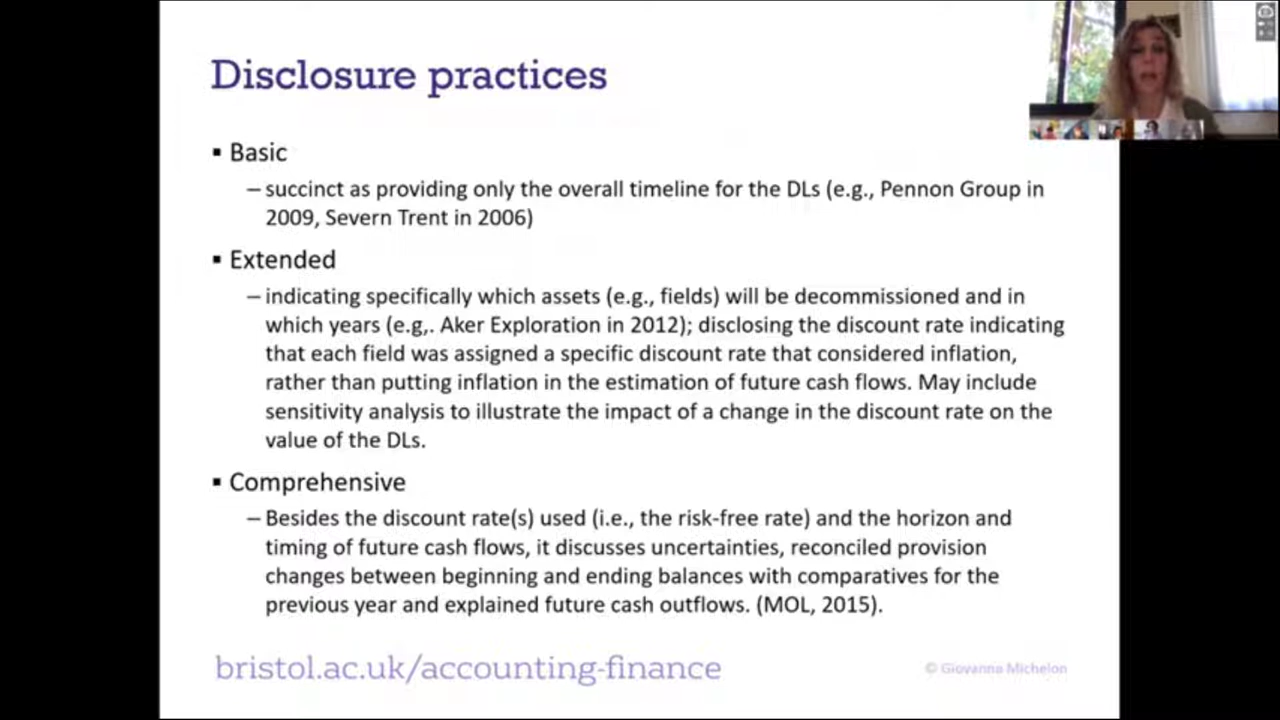 Disclosure practices
▪ Basic
– succinct as providing only the overall timeline for the DLs (e.g., Pennon Group in
2009, Severn Trent in 2006)
▪ Extended
– indicating specifically which assets (e.g., fields) will be decommissioned and in
which years (e.g,. Aker Exploration in 2012); disclosing the discount rate indicating
that each field was assigned a specific discount rate that considered inflation,
rather than putting inflation in the estimation of future cash flows. May include
sensitivity analysis to illustrate the impact of a change in the discount rate on the
value of the DLs.
▪ Comprehensive
– Besides the discount rate(s) used (i.e., the risk-free rate) and the horizon and
timing of future cash flows, it discusses uncertainties, reconciled provision
changes between beginning and ending balances with comparatives for the
previous year and explained future cash outflows. (MOL, 2015).
bristol.ac.uk/accounting-finance
© Giovanna Michelon